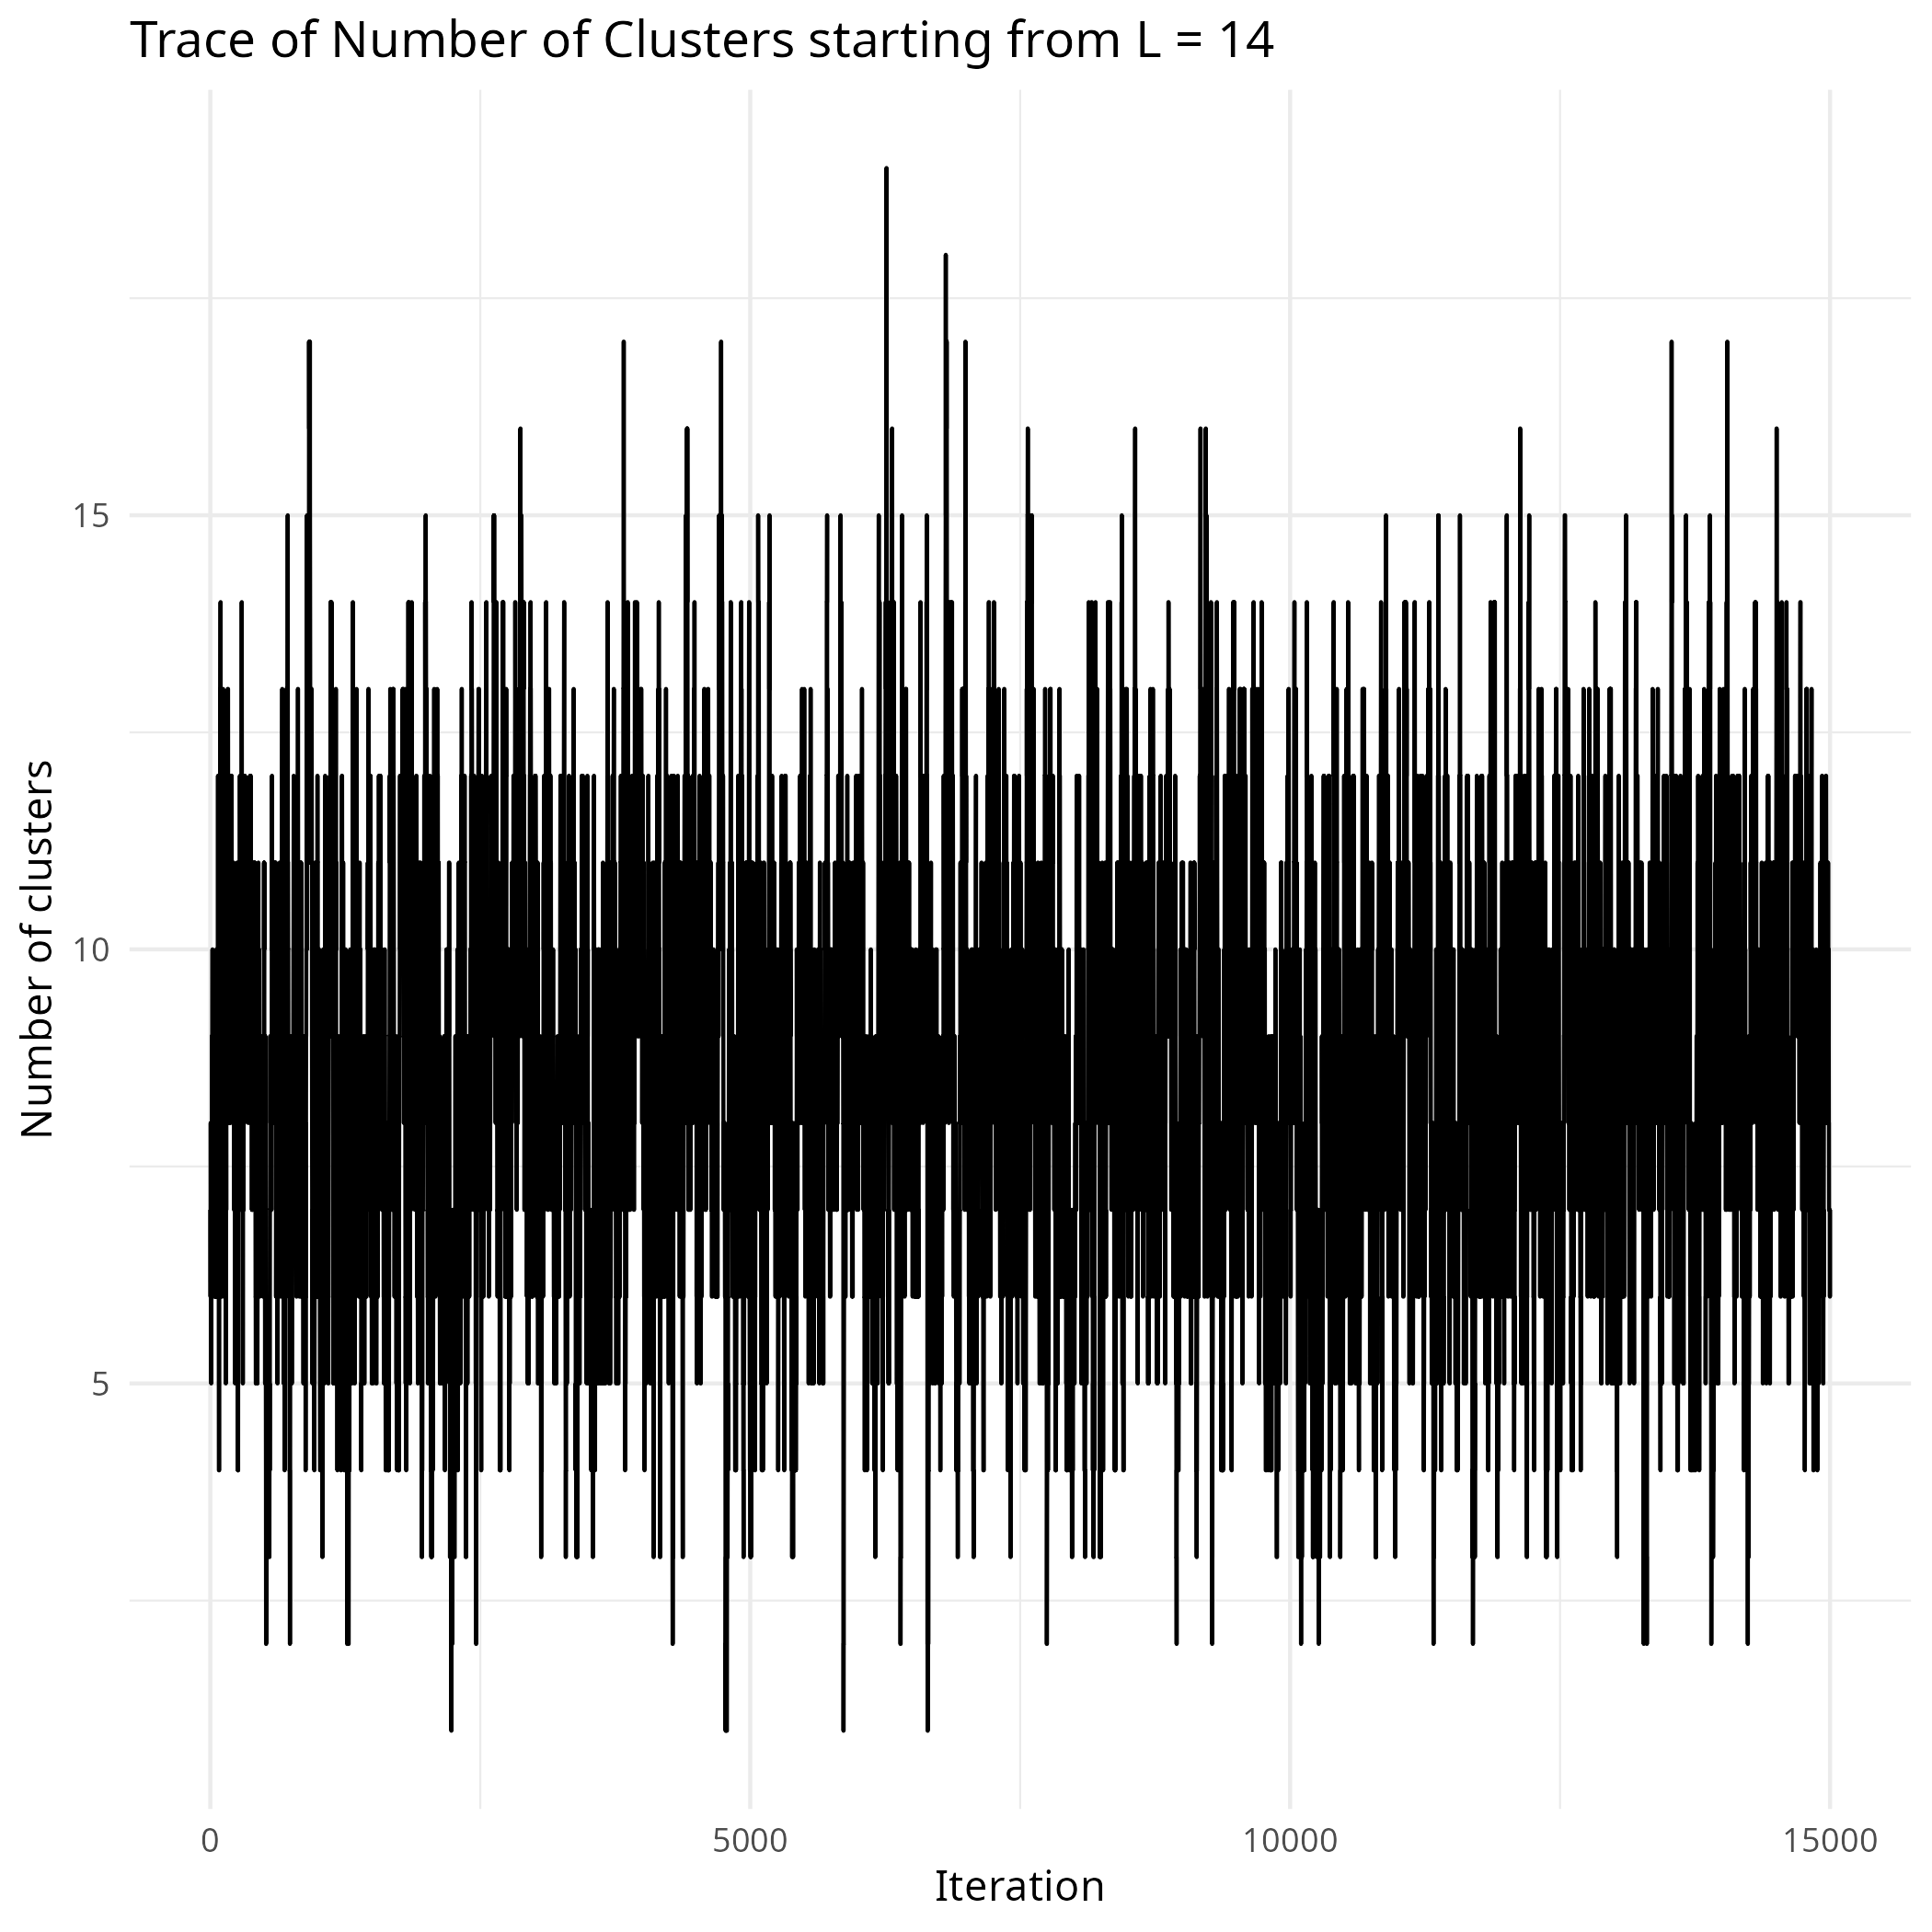 Trace of Number of Clusters starting from L = 14
Number of clusters
15
10
5
0 5000 10000 15000
Iteration